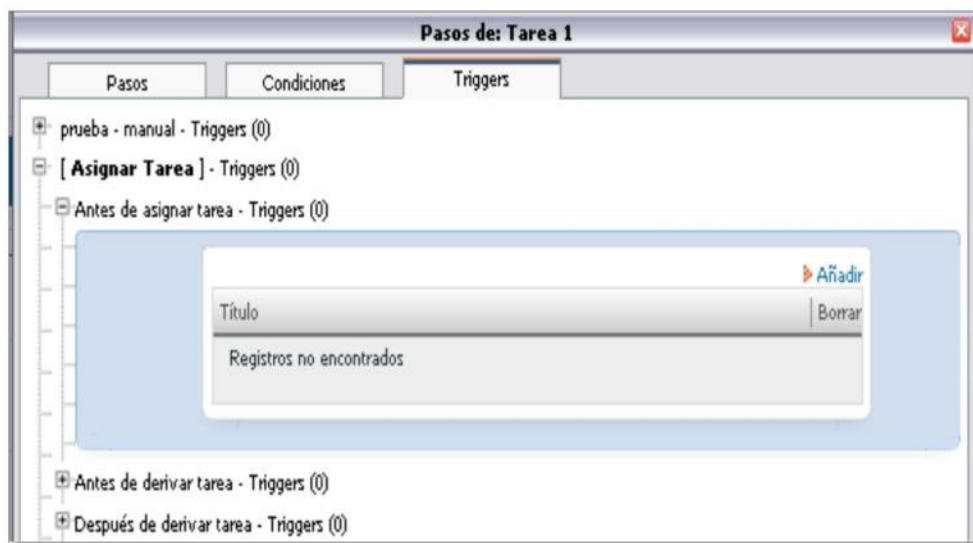 Pasos de: Tarea 1
Pasos Condiciones Triggers
prueba - manual - Triggers (0)
[ Asignar Tarea ] - Triggers (0)
Antes de asignar tarea - Triggers (0)
Añadir
Título Borrar
Registros no encontrados
Antes de derivar tarea - Triggers (0)
Después de derivar tarea - Triggers (0)